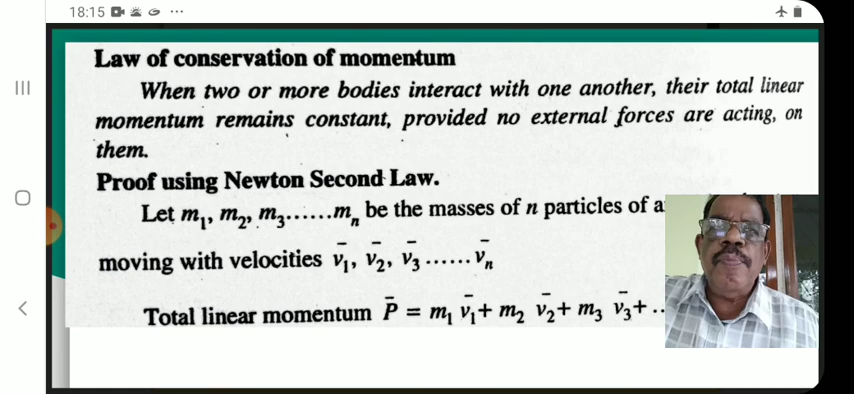 18:15
Law of conservation of momentum
When two or more bodies interact with one another, their total linear
momentum remains constant, provided no external forces are acting, on
them.
Proof using Newton Second Law.
Let m₁, m₂, m₃......mₙ be the masses of n particles of a
moving with velocities v̄₁, v̄₂, v̄₃ ...... v̄ₙ
Total linear momentum P̄ = m₁ v̄₁+ m₂ v̄₂+ m₃ v̄₃+ ..